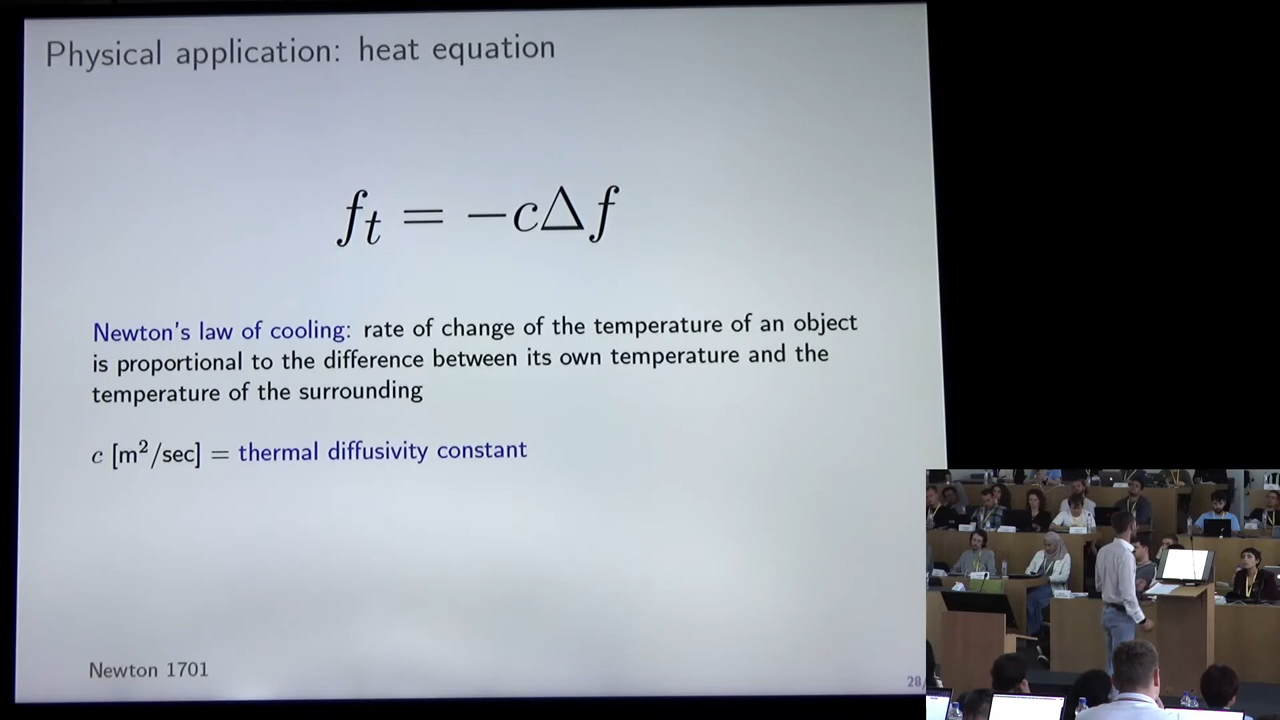 Physical application: heat equation
f_t = −cΔf
Newton's law of cooling: rate of change of the temperature of an object
is proportional to the difference between its own temperature and the
temperature of the surrounding
c [m²/sec] = thermal diffusivity constant
Newton 1701
28/